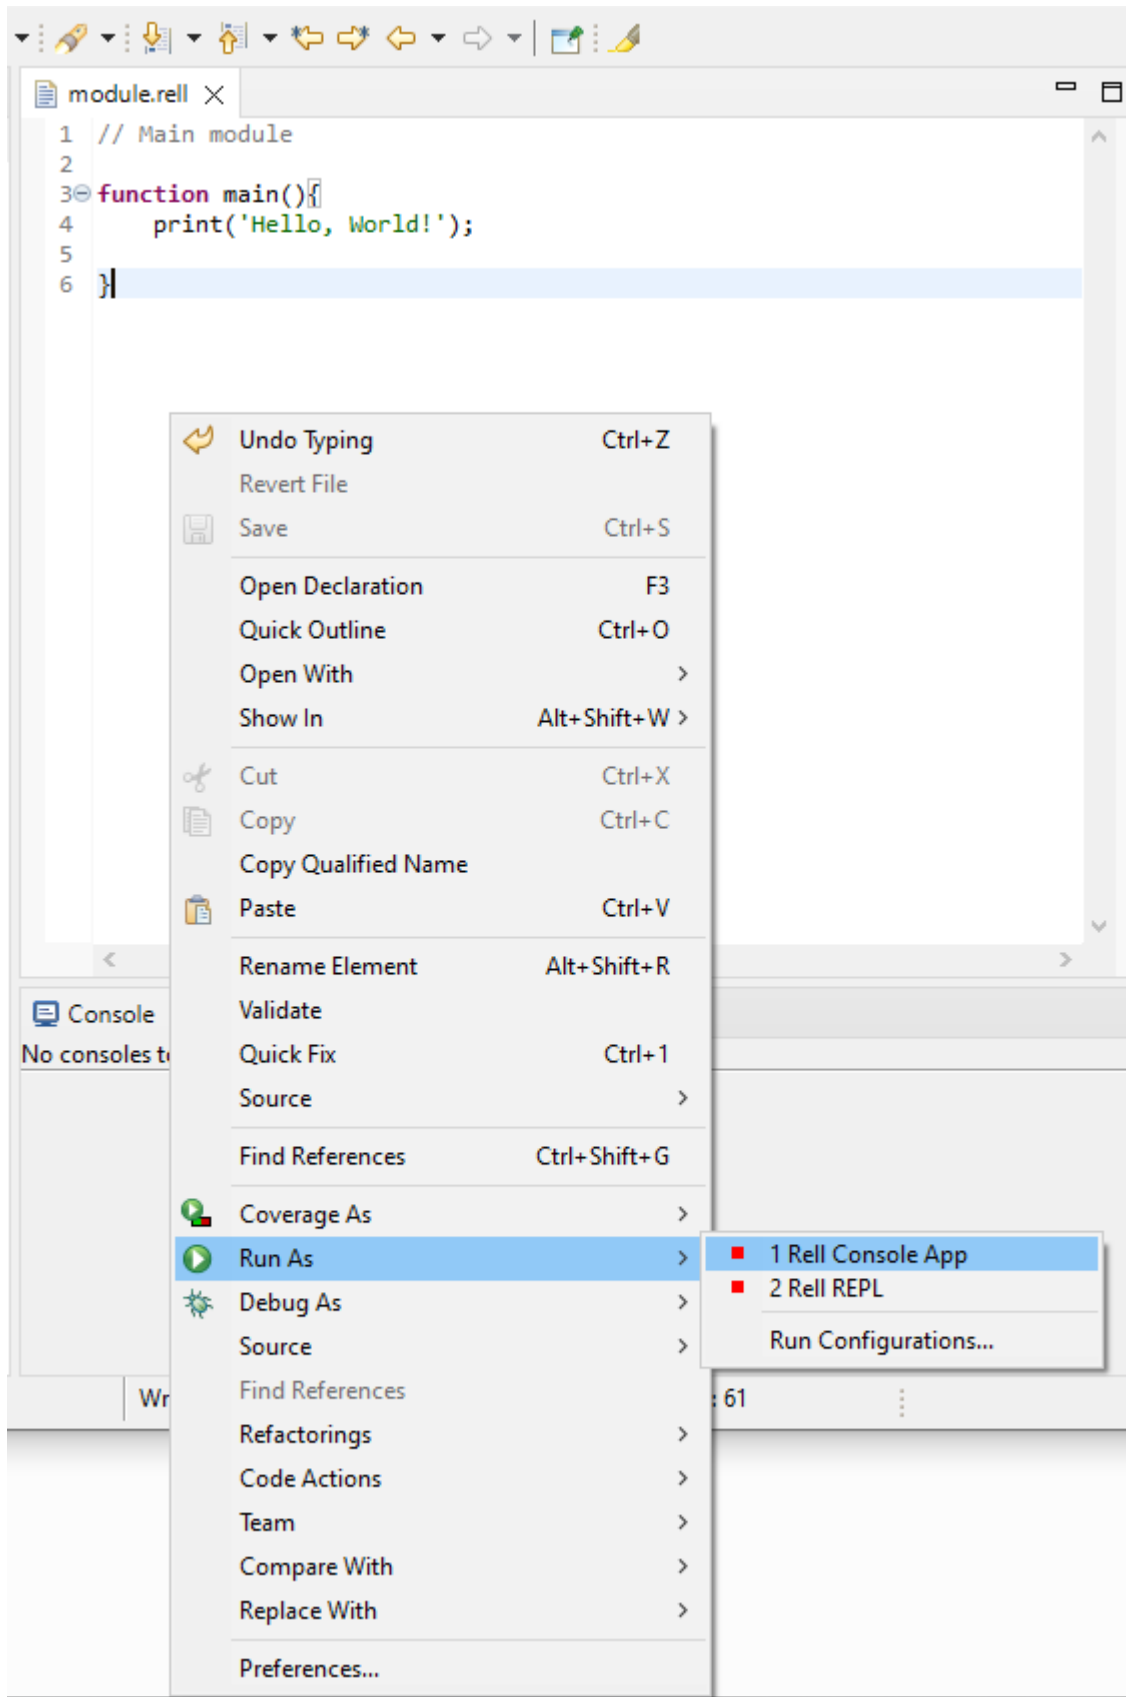 module.rell
1 // Main module
2
3 function main(){
4 print('Hello, World!');
5
6 }
Undo Typing Ctrl+Z
Revert File
Save Ctrl+S
Open Declaration F3
Quick Outline Ctrl+O
Open With
Show In Alt+Shift+W
Cut Ctrl+X
Copy Ctrl+C
Copy Qualified Name
Paste Ctrl+V
Rename Element Alt+Shift+R
Console
Validate
No consoles
Quick Fix Ctrl+1
Source
Find References Ctrl+Shift+G
Coverage As
Run As
1 Rell Console App
2 Rell REPL
Debug As
Source
Run Configurations...
Find References
: 61
Refactorings
Code Actions
Team
Compare With
Replace With
Preferences...